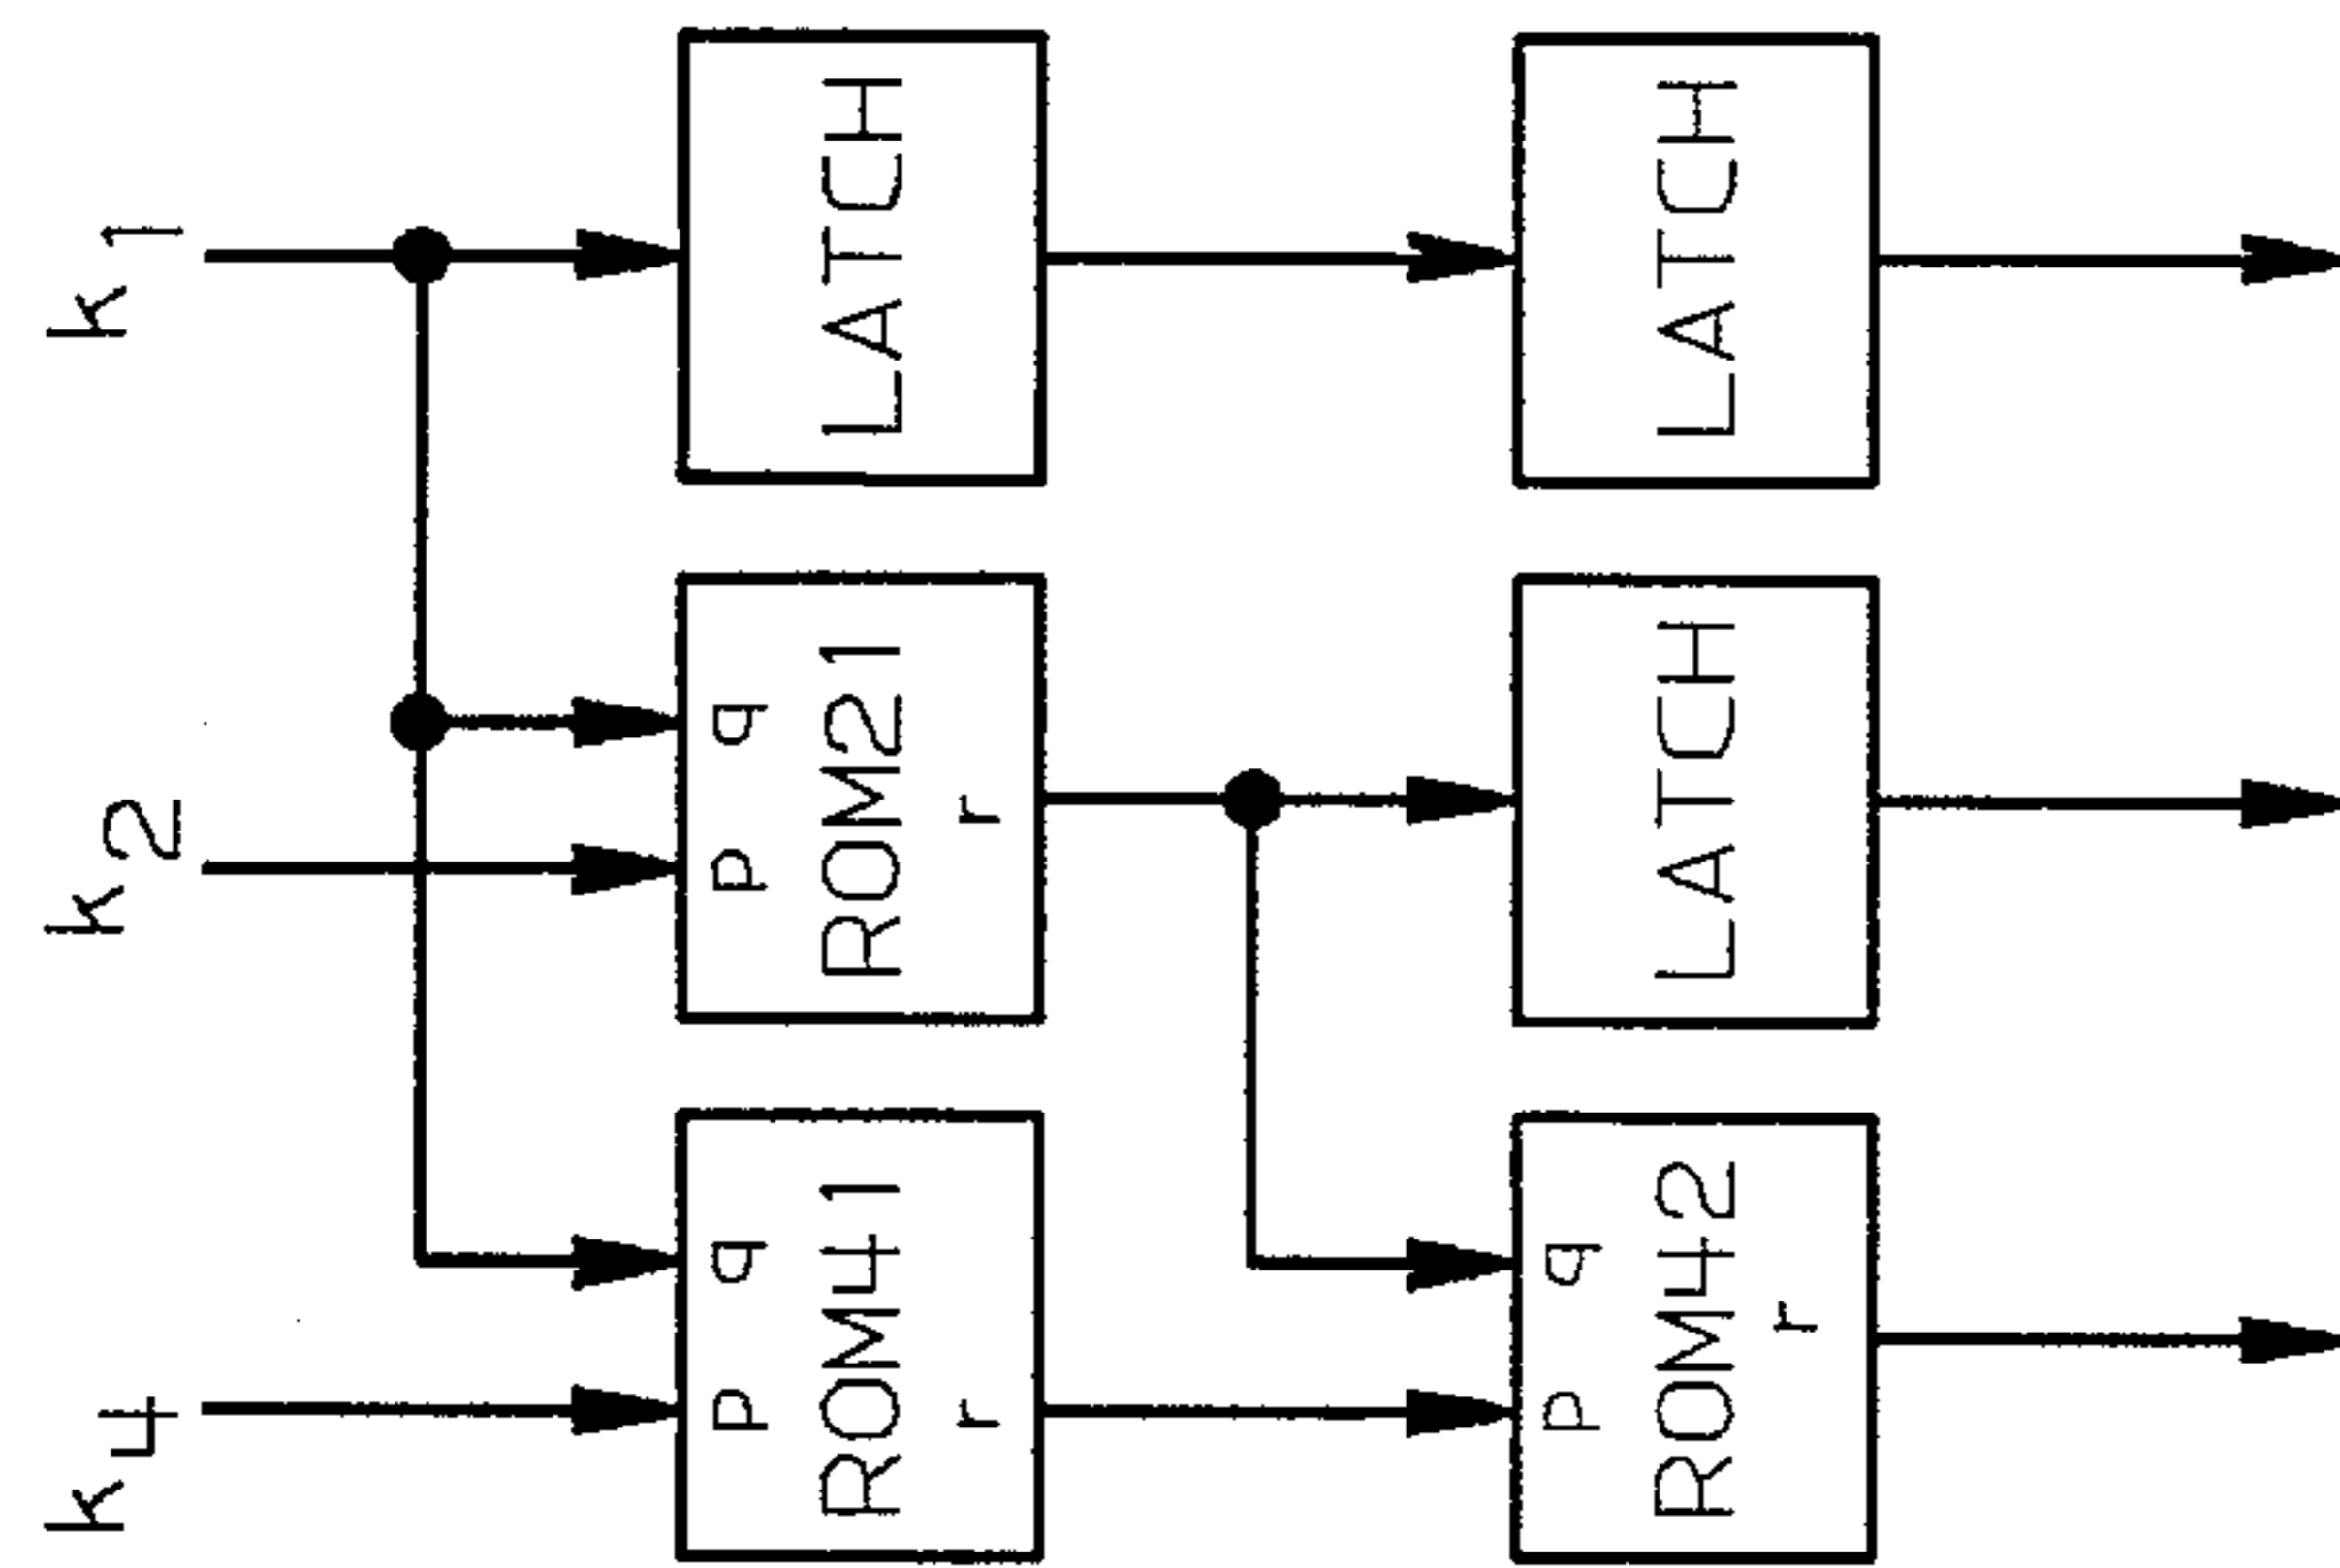 k4 k2 k1
p q p q
ROM41 ROM21 LATCH
r r
p q
ROM42 LATCH LATCH
r